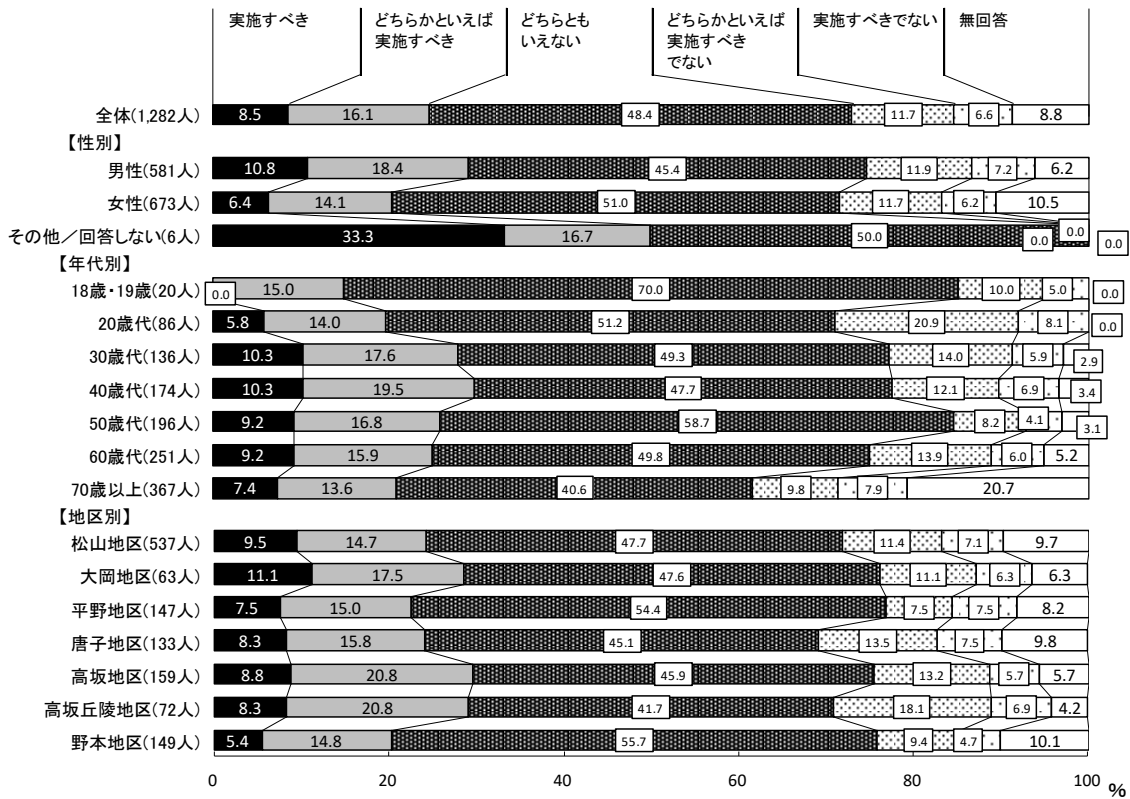 実施すべき
どちらかといえば
実施すべき
どちらとも
いえない
どちらかといえば
実施すべき
でない
実施すべきでない
無回答
全体(1,282人) 8.5 16.1 48.4 11.7 6.6 8.8
【性別】
男性(581人) 10.8 18.4 45.4 11.9 7.2 6.2
女性(673人) 6.4 14.1 51.0 11.7 6.2 10.5
その他／回答しない(6人) 33.3 16.7 50.0 0.0 0.0 0.0
【年代別】
18歳・19歳(20人) 0.0 15.0 70.0 10.0 5.0 0.0
20歳代(86人) 5.8 14.0 51.2 20.9 8.1 0.0
30歳代(136人) 10.3 17.6 49.3 14.0 5.9 2.9
40歳代(174人) 10.3 19.5 47.7 12.1 6.9 3.4
50歳代(196人) 9.2 16.8 58.7 8.2 4.1 3.1
60歳代(251人) 9.2 15.9 49.8 13.9 6.0 5.2
70歳以上(367人) 7.4 13.6 40.6 9.8 7.9 20.7
【地区別】
松山地区(537人) 9.5 14.7 47.7 11.4 7.1 9.7
大岡地区(63人) 11.1 17.5 47.6 11.1 6.3 6.3
平野地区(147人) 7.5 15.0 54.4 7.5 7.5 8.2
唐子地区(133人) 8.3 15.8 45.1 13.5 7.5 9.8
高坂地区(159人) 8.8 20.8 45.9 13.2 5.7 5.7
高坂丘陵地区(72人) 8.3 20.8 41.7 18.1 6.9 4.2
野本地区(149人) 5.4 14.8 55.7 9.4 4.7 10.1
0 20 40 60 80 100 %